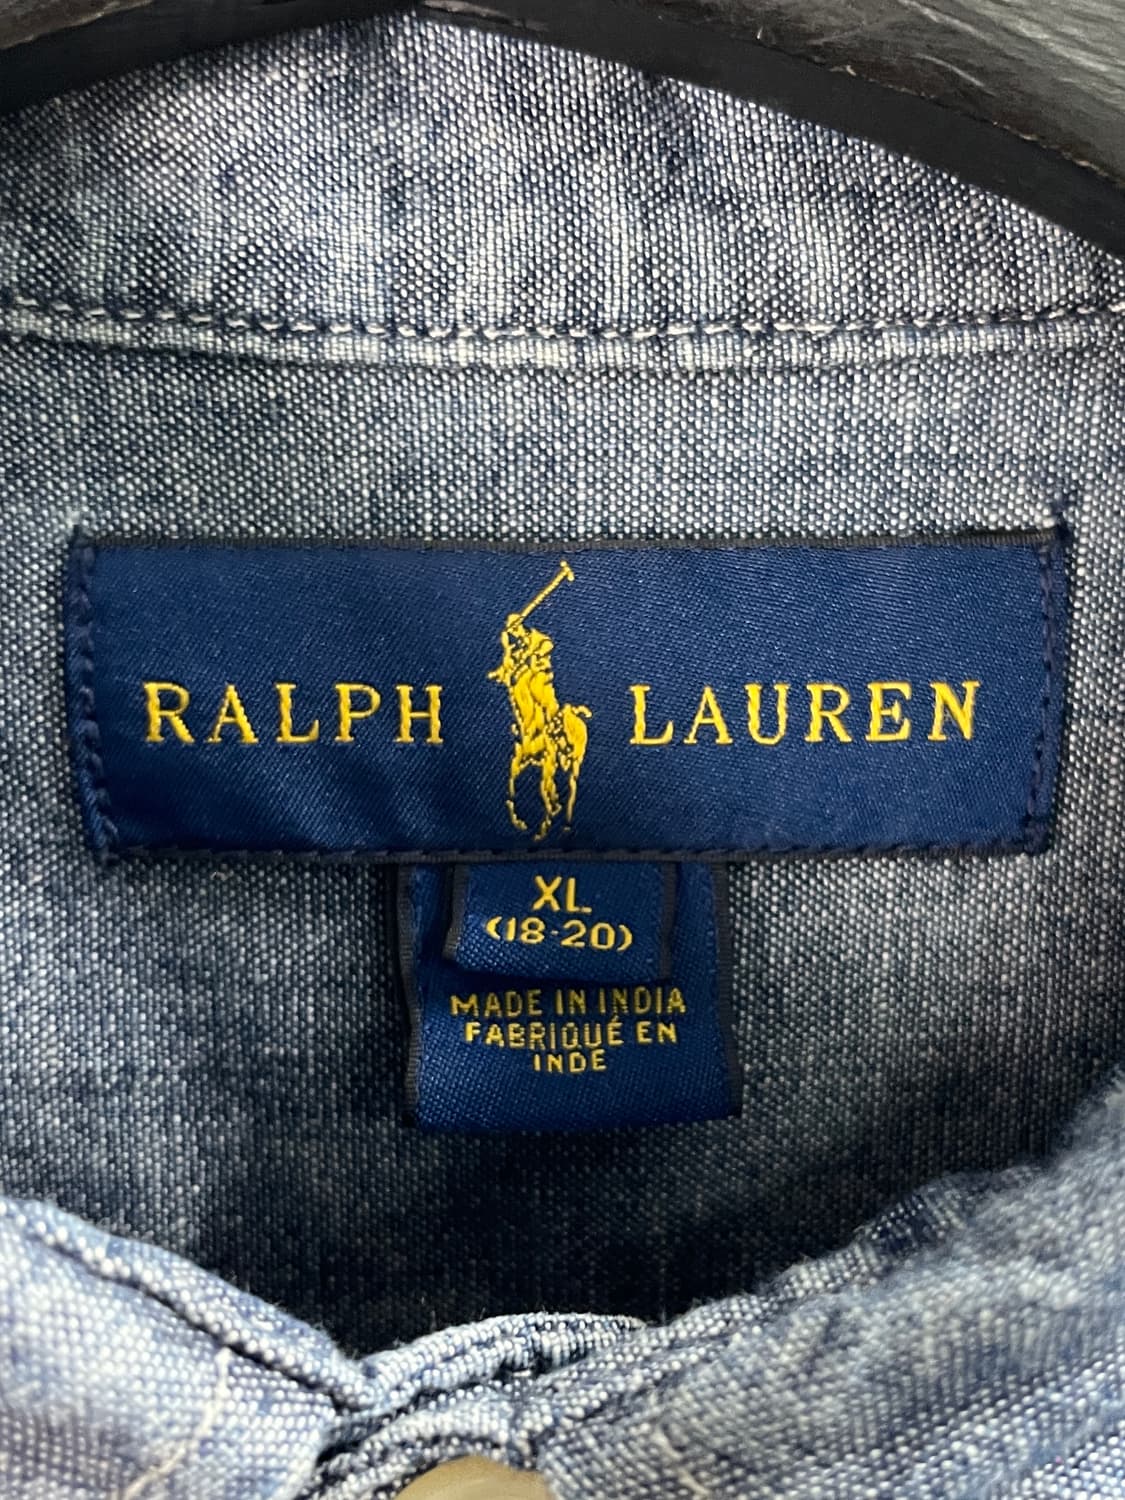 RALPH LAUREN
XL
(18-20)
MADE IN INDIA
FABRIQUÉ EN
INDE